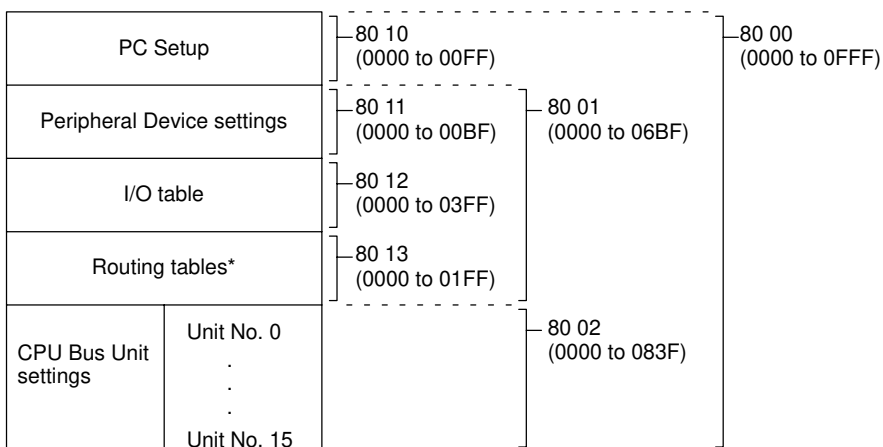 PC Setup
80 10
(0000 to 00FF)
80 00
(0000 to 0FFF)
Peripheral Device settings
80 11
(0000 to 00BF)
80 01
(0000 to 06BF)
I/O table
80 12
(0000 to 03FF)
Routing tables*
80 13
(0000 to 01FF)
CPU Bus Unit
settings
Unit No. 0
.
.
.
Unit No. 15
80 02
(0000 to 083F)